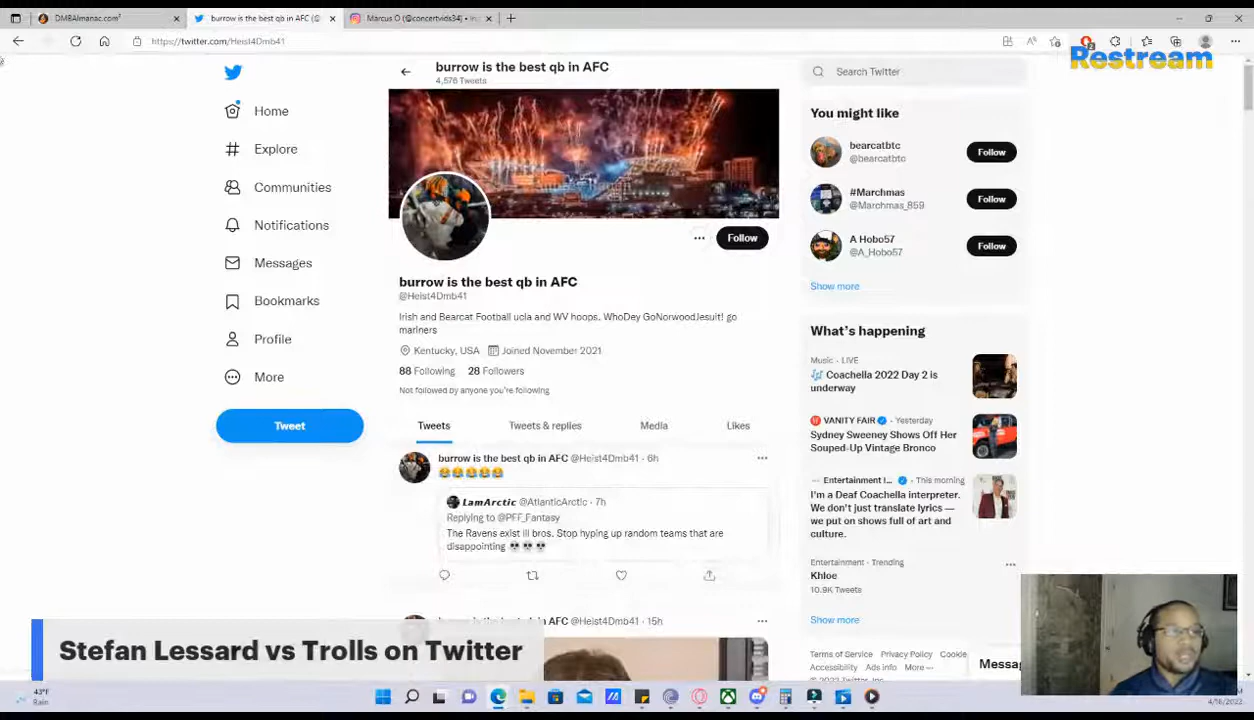 DMBAlmanac.com²
burrow is the best qb in AFC (@
Marcus O (@concertvids34) • In
https://twitter.com/Heist4Dmb41
Restream
Home
Explore
Communities
Notifications
Messages
Bookmarks
Profile
More
Tweet
burrow is the best qb in AFC
4,576 Tweets
Follow
burrow is the best qb in AFC
@Heist4Dmb41
Irish and Bearcat Football ucla and WV hoops. WhoDey GoNorwoodJesuit! go
mariners
Kentucky, USA Joined November 2021
88 Following 28 Followers
Not followed by anyone you're following
Tweets Tweets & replies Media Likes
burrow is the best qb in AFC @Heist4Dmb41 · 6h
😂😂😂😂😂
IamArctic @AtlanticArctic · 7h
Replying to @PFF_Fantasy
The Ravens exist ill bros. Stop hyping up random teams that are
disappointing 💀💀💀
burrow is the best qb in AFC @Heist4Dmb41 · 15h
Search Twitter
You might like
bearcatbtc
@bearcatbtc
Follow
#Marchmas
@Marchmas_859
Follow
A Hobo57
@A_Hobo57
Follow
Show more
What's happening
Music · LIVE
🎶 Coachella 2022 Day 2 is
underway
VANITY FAIR · Yesterday
Sydney Sweeney Shows Off Her
Souped-Up Vintage Bronco
Entertainment I... · This morning
I'm a Deaf Coachella interpreter.
We don't just translate lyrics —
we put on shows full of art and
culture.
Entertainment · Trending
Khloe
10.9K Tweets
Show more
Terms of Service Privacy Policy Cookie
Accessibility Ads info More
Messa
Stefan Lessard vs Trolls on Twitter
43°F
Rain
4/16/2022